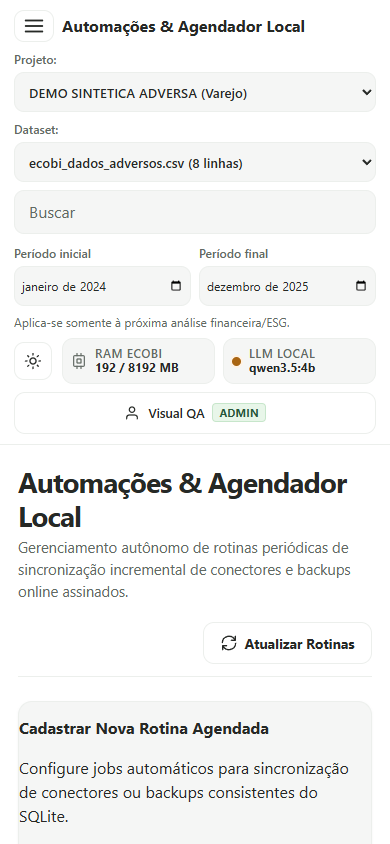 Automações & Agendador Local
Projeto:
DEMO SINTETICA ADVERSA (Varejo)
Dataset:
ecobi_dados_adversos.csv (8 linhas)
Buscar
Período inicial
Período final
janeiro de 2024
dezembro de 2025
Aplica-se somente à próxima análise financeira/ESG.
RAM ECOBI
192 / 8192 MB
LLM LOCAL
qwen3.5:4b
Visual QA ADMIN
Automações & Agendador
Local
Gerenciamento autônomo de rotinas periódicas de
sincronização incremental de conectores e backups
online assinados.
Atualizar Rotinas
Cadastrar Nova Rotina Agendada
Configure jobs automáticos para sincronização
de conectores ou backups consistentes do
SQLite.